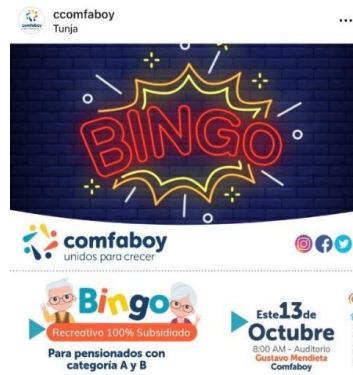 ccomfaboy
Tunja
BINGO
comfaboy
unidos para crecer
Bingo
Recreativo 100% Subsidiado
Para pensionados con
categoría A y B
Este 13 de
Octubre
8:00 AM - Auditorio
Gustavo Mendieta
Comfaboy